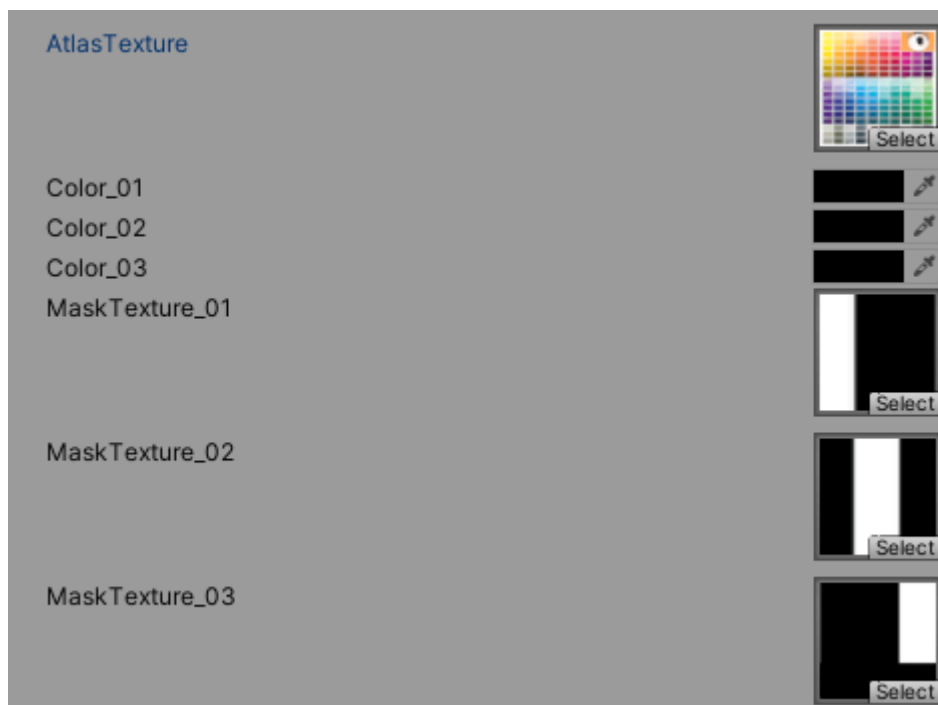 AtlasTexture
Select
Color_01
Color_02
Color_03
MaskTexture_01
Select
MaskTexture_02
Select
MaskTexture_03
Select